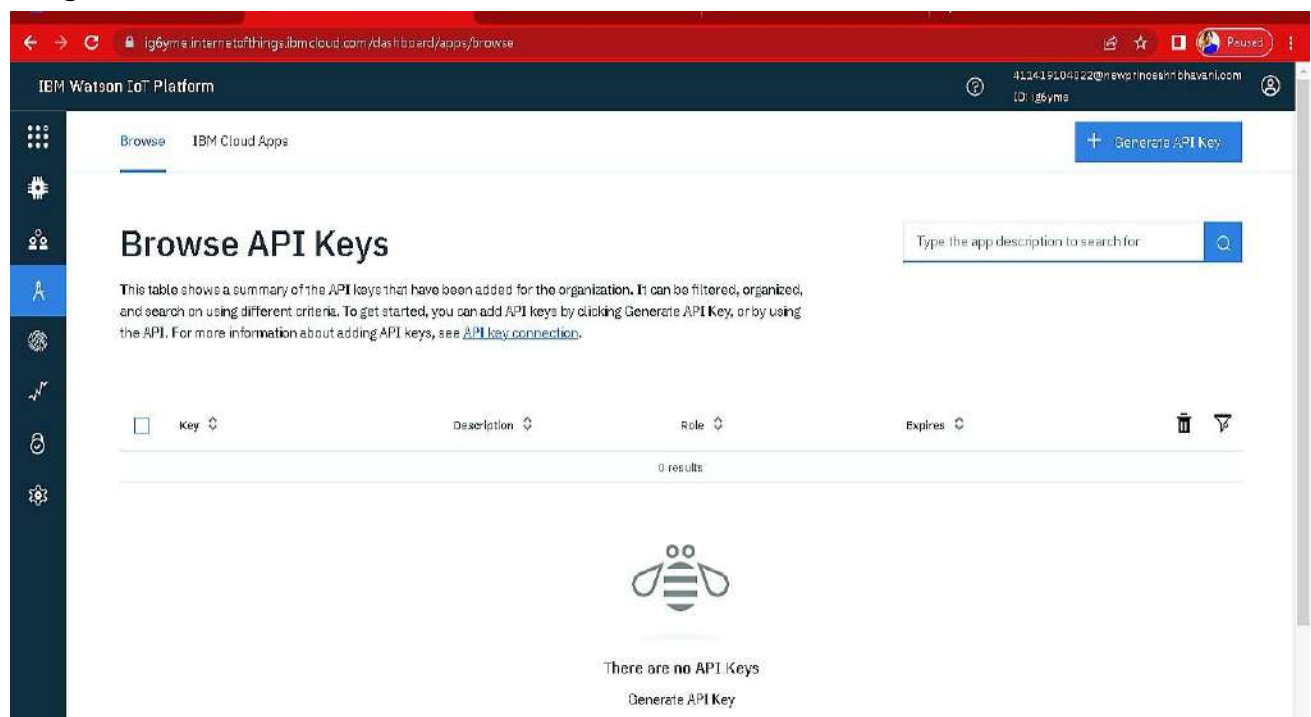 ig6yme.internetofthings.ibmcloud.com/dashboard/apps/browse
Paused
IBM Watson IoT Platform
411419104022@newprinceshribhavani.com
ID: ig6yme
Browse IBM Cloud Apps
+ Generate API Key
Browse API Keys
Type the app description to search for
This table shows a summary of the API keys that have been added for the organization. It can be filtered, organized,
and search on using different criteria. To get started, you can add API keys by clicking Generate API Key, or by using
the API. For more information about adding API keys, see API key connection.
Key Description Role Expires
0 results
There are no API Keys
Generate API Key